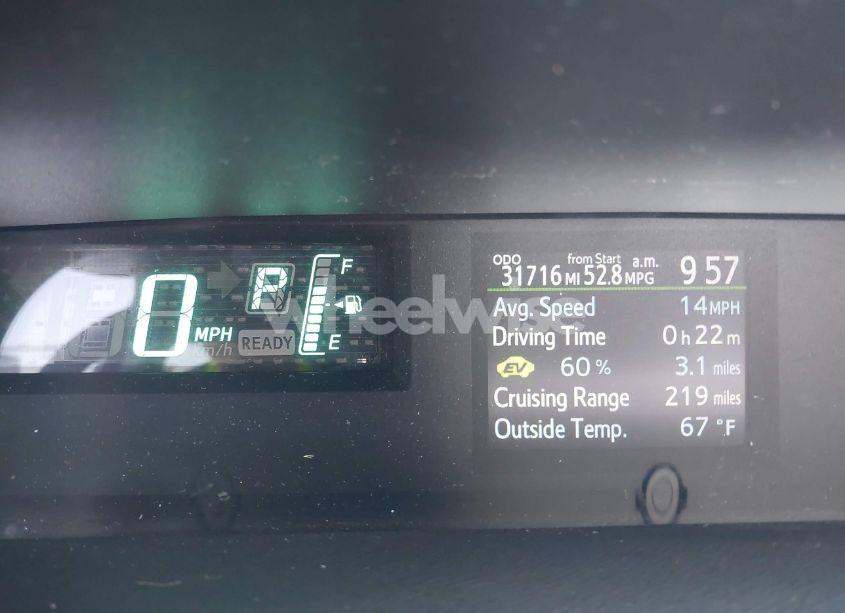 0 MPH
km/h
R
READY
F
E
wheelwise
ODO
31716 MI
from Start
52.8 MPG
a.m.
9 57
Avg. Speed 14 MPH
Driving Time 0 h 22 m
EV 60 % 3.1 miles
Cruising Range 219 miles
Outside Temp. 67 °F